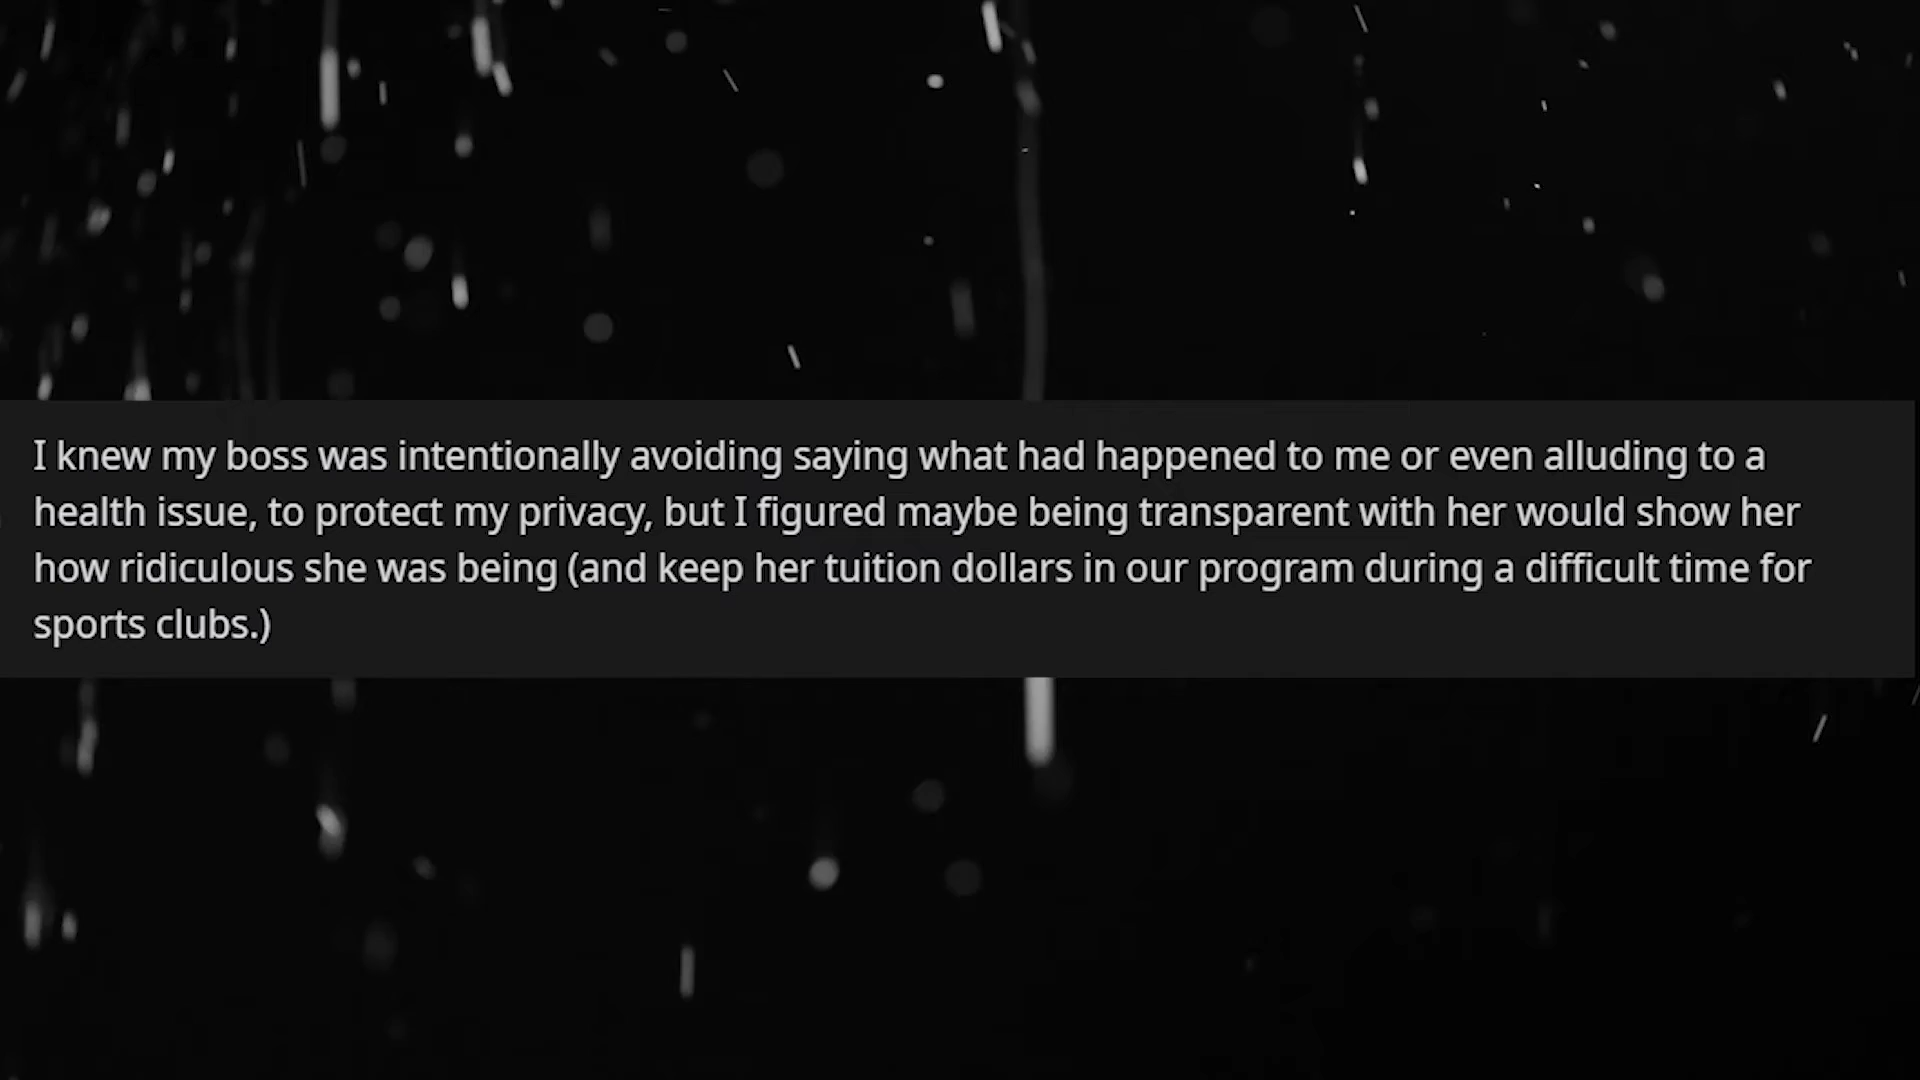 I knew my boss was intentionally avoiding saying what had happened to me or even alluding to a
health issue, to protect my privacy, but I figured maybe being transparent with her would show her
how ridiculous she was being (and keep her tuition dollars in our program during a difficult time for
sports clubs.)